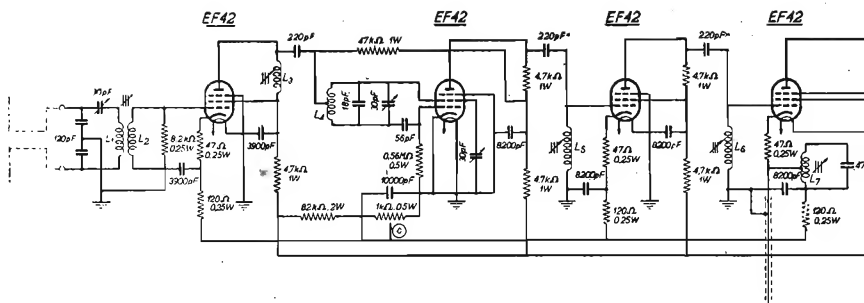 EF42
EF42
EF42
EF42
220pF
47kΩ 1W
220pF
220pF
L3
4,7kΩ 1W
4,7kΩ 1W
10pF
18pF
30pF
L4
120pF
L1
L2
8,2kΩ 0,25W
47Ω 0,25W
3900pF
56pF
8200pF
L5
47Ω 0,25W
8200pF
L6
47Ω 0,25W
30pF
0,56MΩ 0,5W
3900pF
4,7kΩ 1W
10000pF
4,7kΩ 1W
8200pF
4,7kΩ 1W
8200pF
L7
47
120Ω 0,25W
82kΩ, 2W
1kΩ, 0,5W
120Ω 0,25W
120Ω 0,25W
C